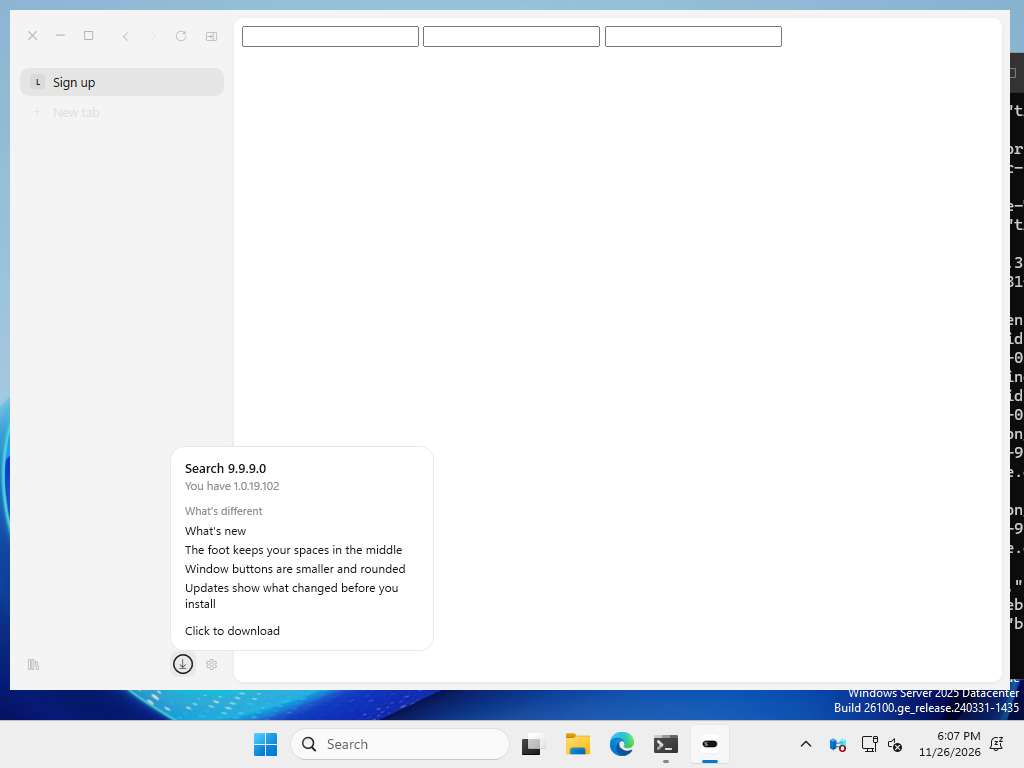 L Sign up
+ New tab
Search 9.9.9.0
You have 1.0.19.102
What's different
What's new
The foot keeps your spaces in the middle
Window buttons are smaller and rounded
Updates show what changed before you
install
Click to download
Windows Server 2025 Datacenter
Build 26100.ge_release.240331-1435
Search
6:07 PM
11/26/2026